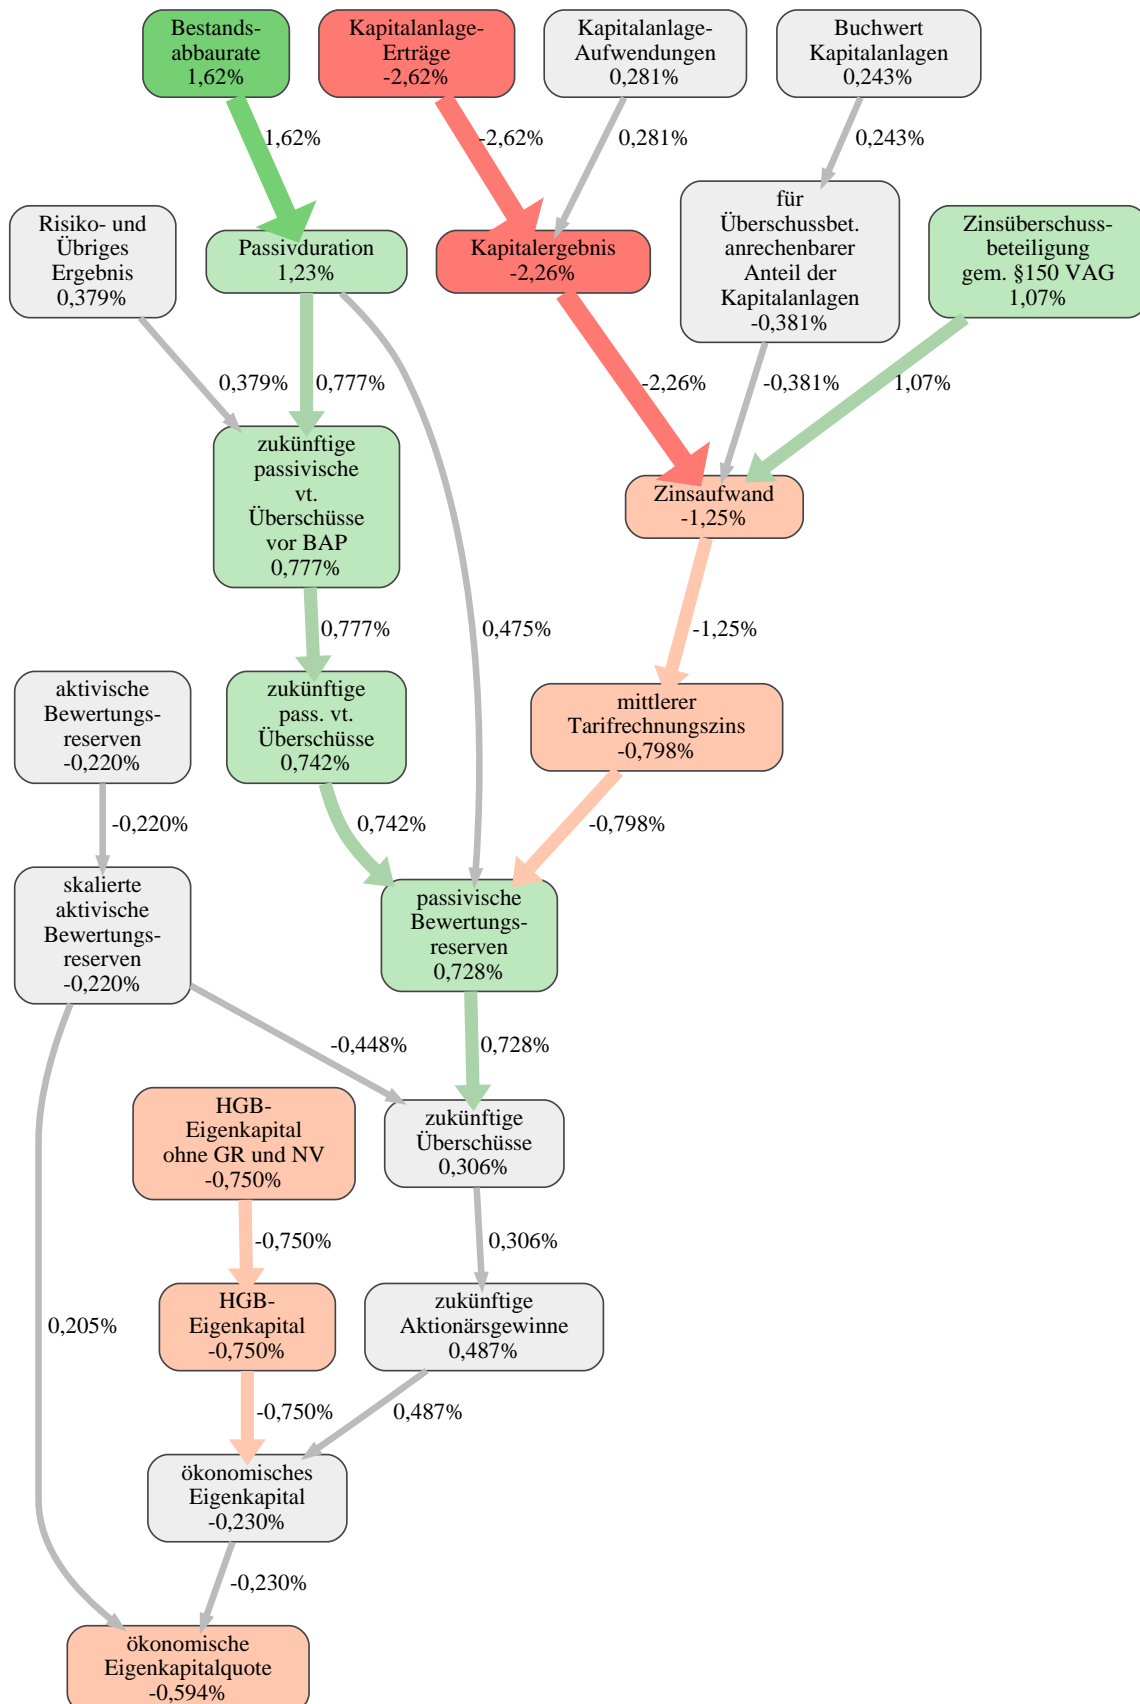 Bestands-
abbaurate
1,62%
Kapitalanlage-
Erträge
-2,62%
Kapitalanlage-
Aufwendungen
0,281%
Buchwert
Kapitalanlagen
0,243%
1,62%
-2,62%
0,281%
0,243%
Risiko- und
Übriges
Ergebnis
0,379%
Passivduration
1,23%
Kapitalergebnis
-2,26%
für
Überschussbet.
anrechenbarer
Anteil der
Kapitalanlagen
-0,381%
Zinsüberschuss-
beteiligung
gem. §150 VAG
1,07%
0,379%
0,777%
-2,26%
-0,381%
1,07%
zukünftige
passivische
vt.
Überschüsse
vor BAP
0,777%
Zinsaufwand
-1,25%
0,777%
0,475%
-1,25%
aktivische
Bewertungs-
reserven
-0,220%
zukünftige
pass. vt.
Überschüsse
0,742%
mittlerer
Tarifrechnungszins
-0,798%
-0,220%
0,742%
-0,798%
skalierte
aktivische
Bewertungs-
reserven
-0,220%
passivische
Bewertungs-
reserven
0,728%
-0,448%
0,728%
HGB-
Eigenkapital
ohne GR und NV
-0,750%
zukünftige
Überschüsse
0,306%
-0,750%
0,306%
0,205%
HGB-
Eigenkapital
-0,750%
zukünftige
Aktionärsgewinne
0,487%
-0,750%
0,487%
ökonomisches
Eigenkapital
-0,230%
-0,230%
ökonomische
Eigenkapitalquote
-0,594%